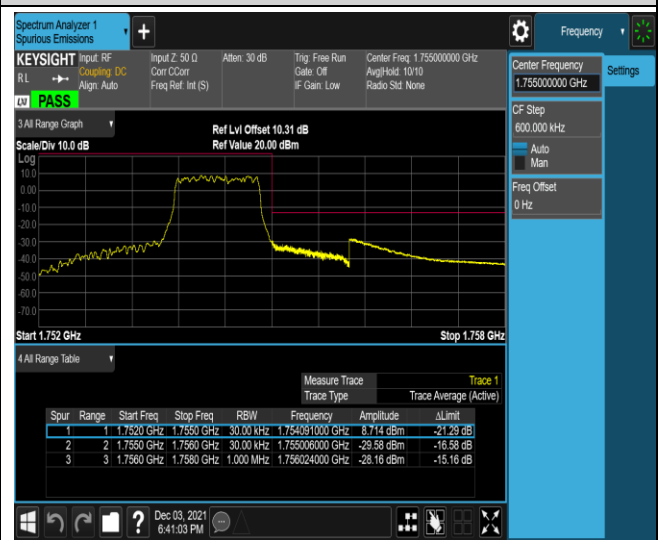 Spectrum Analyzer 1
Spurious Emissions
+
Frequency
KEYSIGHT Input: RF
Coupling: DC
Align: Auto
RL
Input Z: 50 Ω
Corr CCorr
Freq Ref: Int (S)
Atten: 30 dB
Trig: Free Run
Gate: Off
IF Gain: Low
Center Freq: 1.755000000 GHz
Avg|Hold: 10/10
Radio Std: None
LV PASS
Center Frequency
1.755000000 GHz
Settings
CF Step
600.000 kHz
Auto
Man
Freq Offset
0 Hz
3 All Range Graph
Scale/Div 10.0 dB
Ref Lvl Offset 10.31 dB
Ref Value 20.00 dBm
Log
10.0
0.00
-10.0
-20.0
-30.0
-40.0
-50.0
-60.0
-70.0
Start 1.752 GHz
Stop 1.758 GHz
4 All Range Table
Measure Trace Trace 1
Trace Type Trace Average (Active)
Spur Range Start Freq Stop Freq RBW Frequency Amplitude ΔLimit
1 1 1.7520 GHz 1.7550 GHz 30.00 kHz 1.754091000 GHz 8.714 dBm -21.29 dB
2 2 1.7550 GHz 1.7560 GHz 30.00 kHz 1.755006000 GHz -29.58 dBm -16.58 dB
3 3 1.7560 GHz 1.7580 GHz 1.000 MHz 1.756024000 GHz -28.16 dBm -15.16 dB
?
Dec 03, 2021
6:41:03 PM